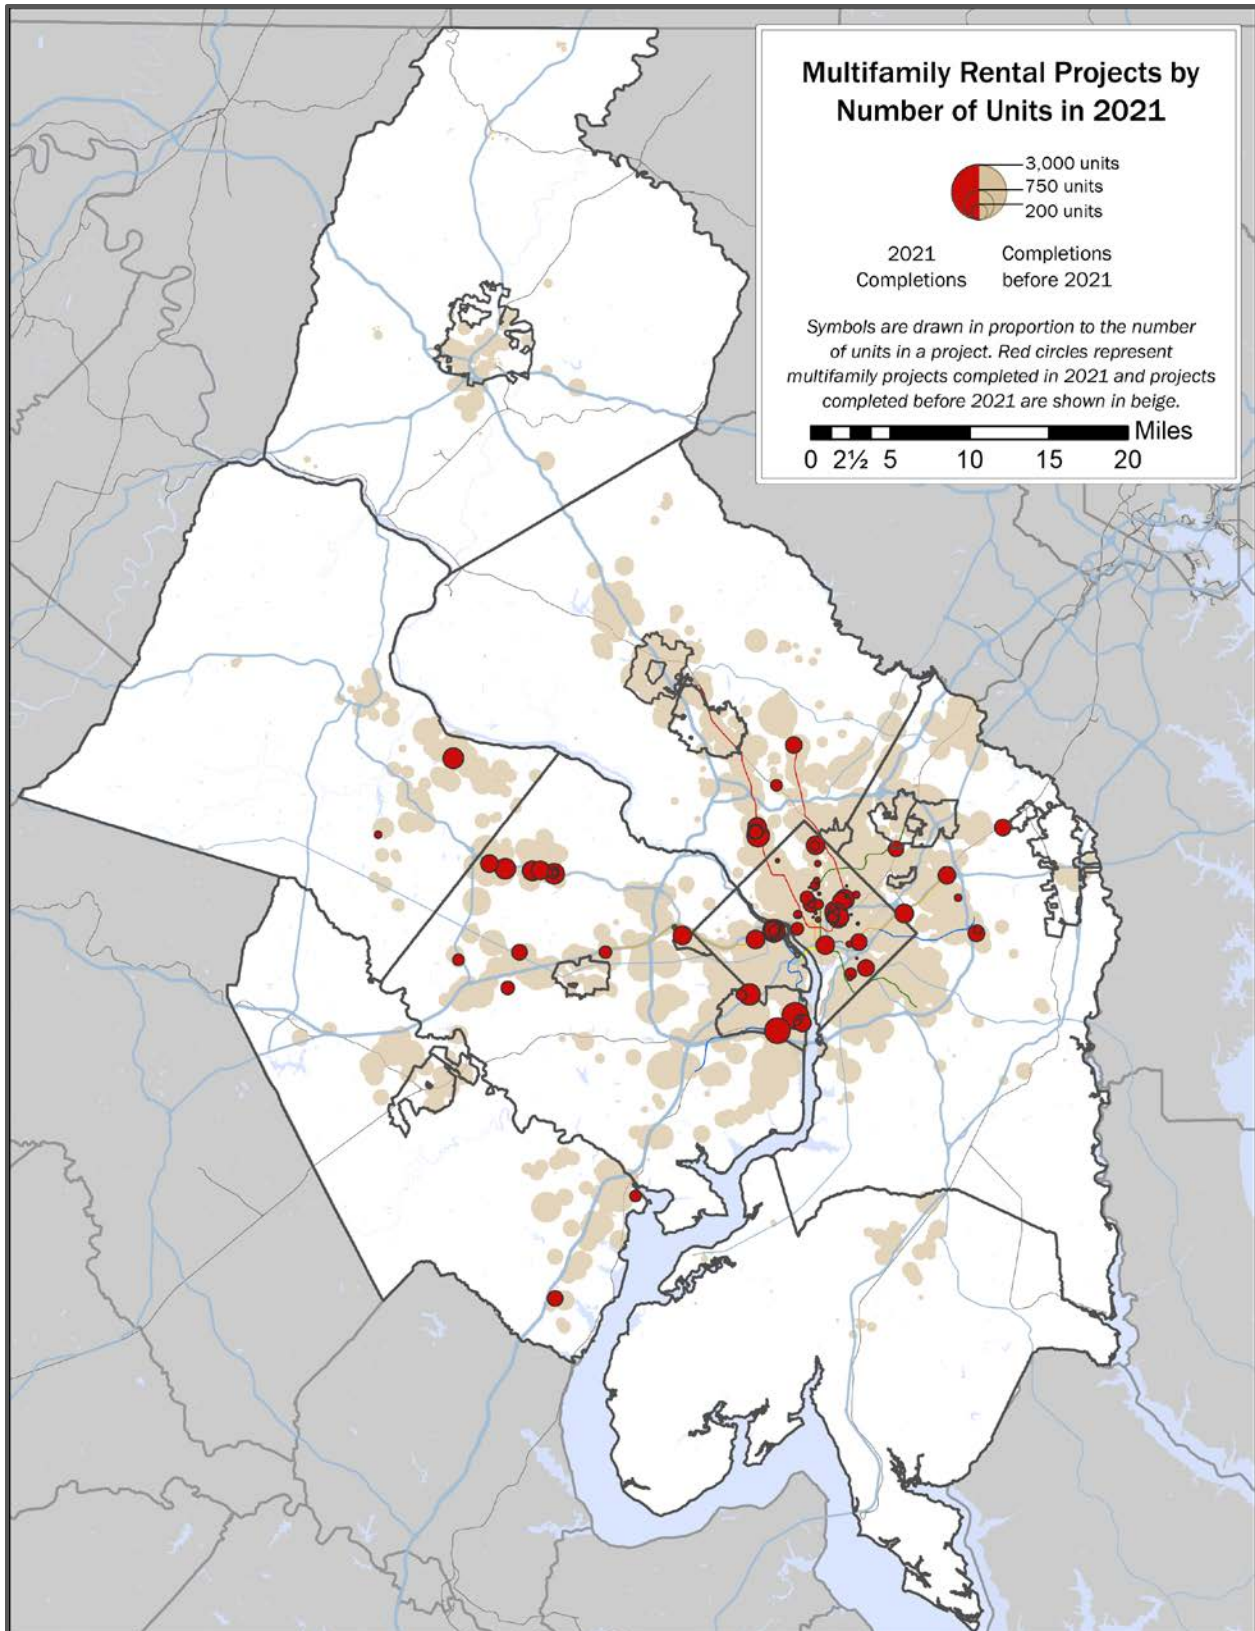 Multifamily Rental Projects by
Number of Units in 2021
3,000 units
750 units
200 units
2021
Completions
Completions
before 2021
Symbols are drawn in proportion to the number
of units in a project. Red circles represent
multifamily projects completed in 2021 and projects
completed before 2021 are shown in beige.
Miles
0 2½ 5 10 15 20